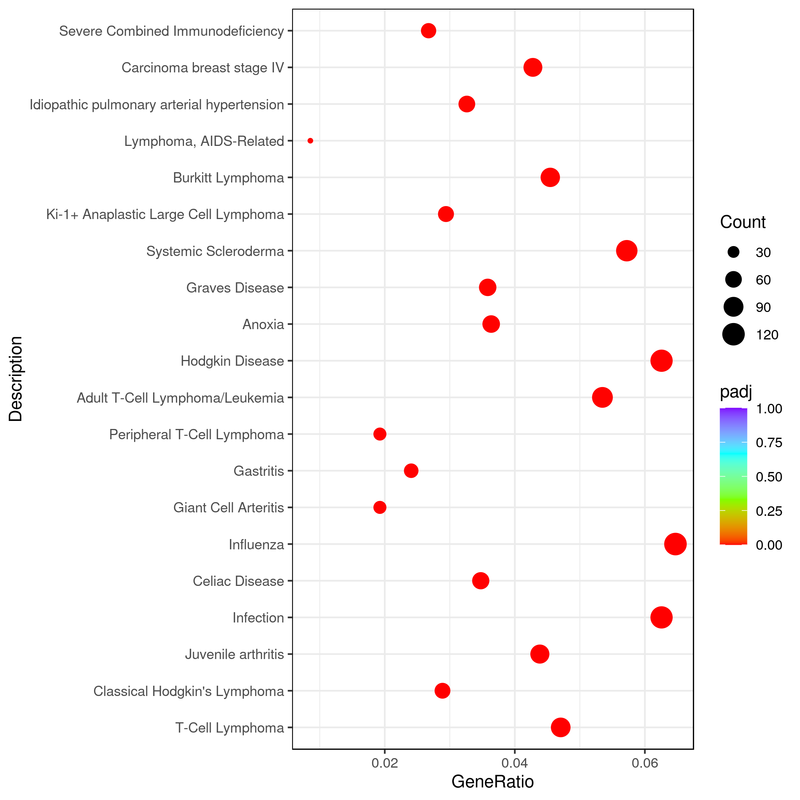 Severe Combined Immunodeficiency
Carcinoma breast stage IV
Idiopathic pulmonary arterial hypertension
Lymphoma, AIDS-Related
Burkitt Lymphoma
Ki-1+ Anaplastic Large Cell Lymphoma
Systemic Scleroderma
Graves Disease
Anoxia
Hodgkin Disease
Adult T-Cell Lymphoma/Leukemia
Peripheral T-Cell Lymphoma
Gastritis
Giant Cell Arteritis
Influenza
Celiac Disease
Infection
Juvenile arthritis
Classical Hodgkin's Lymphoma
T-Cell Lymphoma
Description
0.02 0.04 0.06
GeneRatio
Count
30
60
90
120
padj
1.00
0.75
0.50
0.25
0.00